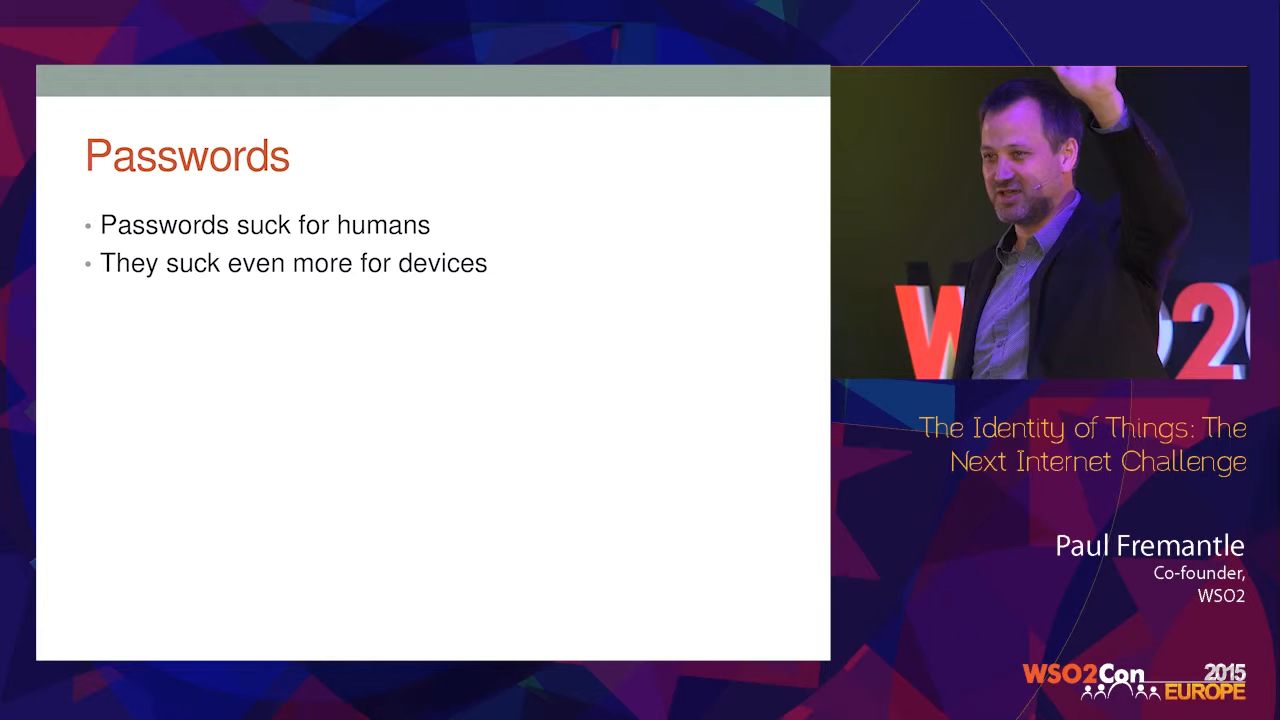 Passwords
• Passwords suck for humans
• They suck even more for devices
The Identity of Things: The
Next Internet Challenge
Paul Fremantle
Co-founder,
WSO2
WSO2Con 2015
EUROPE